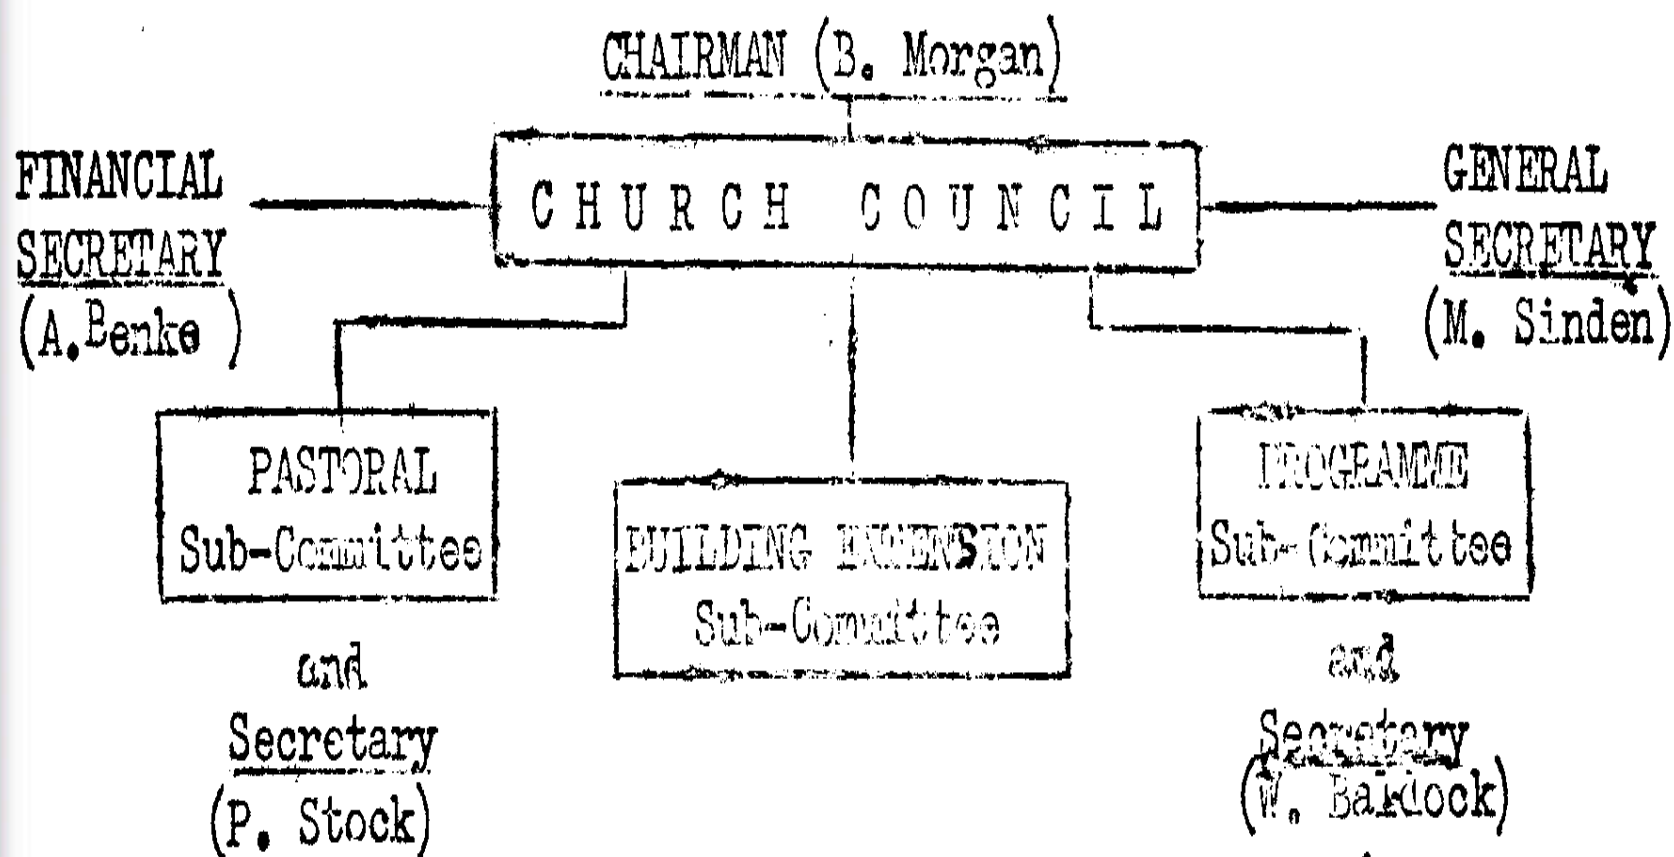 CHAIRMAN (B. Morgan)
FINANCIAL
SECRETARY
(A.Benke )
CHURCH COUNCIL
GENERAL
SECRETARY
(M. Sinden)
PASTORAL
Sub-Committee
and
Secretary
(P. Stock)
BUILDING EXTENSION
Sub-Committee
PROGRAMME
Sub-Committee
and
Secretary
(W. Baldock)